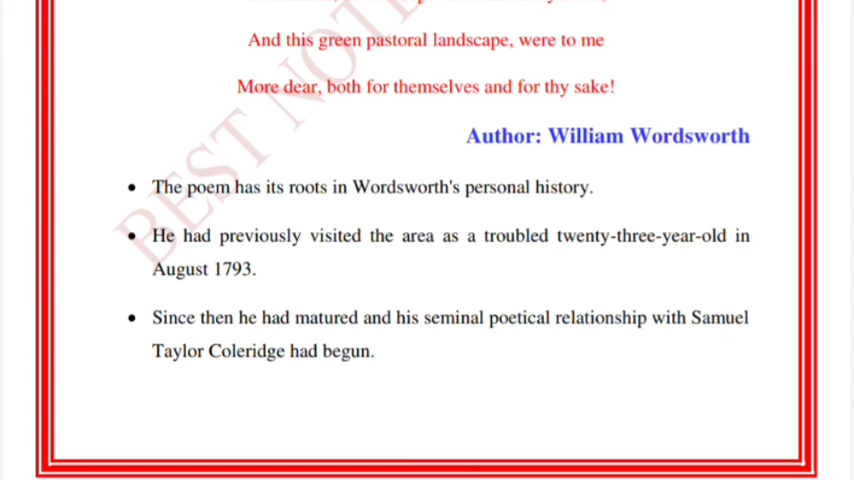 And this green pastoral landscape, were to me
More dear, both for themselves and for thy sake!
Author: William Wordsworth
• The poem has its roots in Wordsworth's personal history.
• He had previously visited the area as a troubled twenty-three-year-old in
August 1793.
• Since then he had matured and his seminal poetical relationship with Samuel
Taylor Coleridge had begun.
BEST NOTE